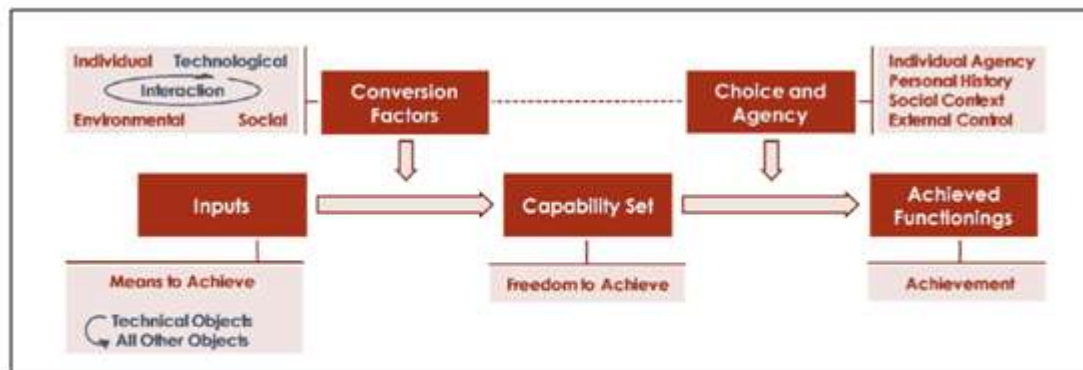 Individual Technological
Interaction
Environmental Social
Conversion
Factors
Choice and
Agency
Individual Agency
Personal History
Social Context
External Control
Inputs
Capability Set
Achieved
Functionings
Means to Achieve
Technical Objects
All Other Objects
Freedom to Achieve
Achievement